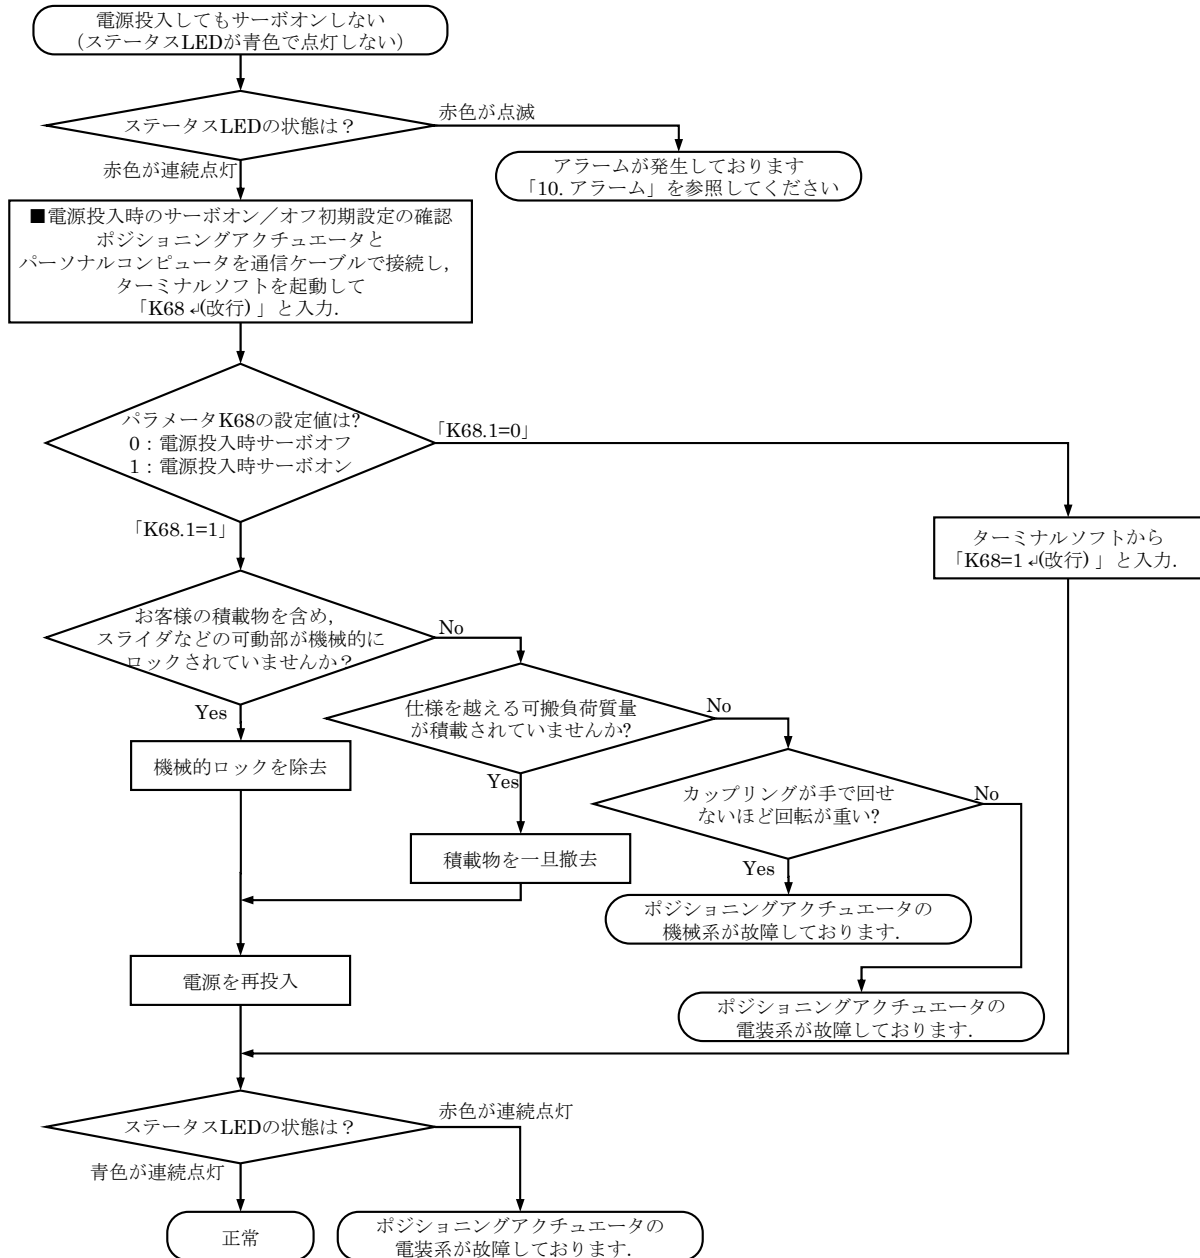 電源投入してもサーボオンしない
（ステータスLEDが青色で点灯しない）
ステータスLEDの状態は？
赤色が点滅
アラームが発生しております
「10. アラーム」を参照してください
赤色が連続点灯
■電源投入時のサーボオン／オフ初期設定の確認
ポジショニングアクチュエータと
パーソナルコンピュータを通信ケーブルで接続し,
ターミナルソフトを起動して
「K68 ↲(改行) 」と入力.
パラメータK68の設定値は?
0 : 電源投入時サーボオフ
1 : 電源投入時サーボオン
「K68.1=0」
「K68.1=1」
ターミナルソフトから
「K68=1 ↲(改行) 」と入力.
お客様の積載物を含め,
スライダなどの可動部が機械的に
ロックされていませんか？
No
Yes
仕様を越える可搬負荷質量
が積載されていませんか?
No
Yes
機械的ロックを除去
カップリングが手で回せ
ないほど回転が重い?
No
Yes
積載物を一旦撤去
ポジショニングアクチュエータの
機械系が故障しております.
電源を再投入
ポジショニングアクチュエータの
電装系が故障しております.
ステータスLEDの状態は？
赤色が連続点灯
青色が連続点灯
正常
ポジショニングアクチュエータの
電装系が故障しております.